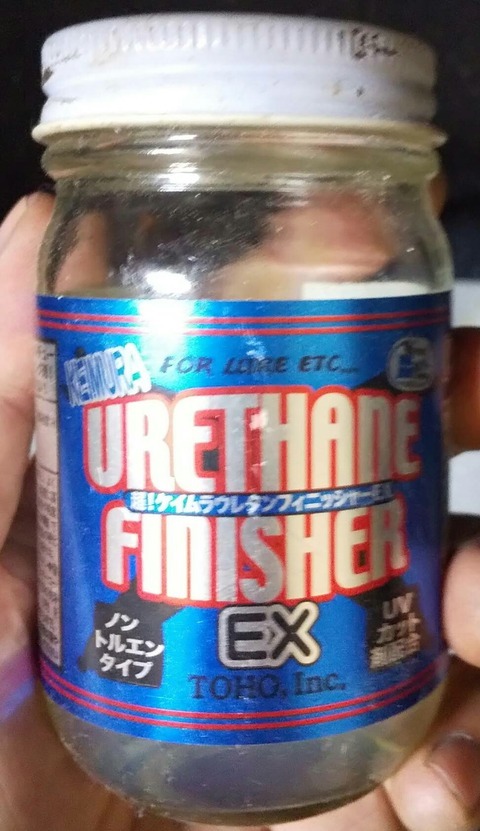 KEIMURA
FOR LURE ETC...
URETHANE
超!ケイムラウレタンフィニッシャーEX
FINISHER
EX
ノン
トルエン
タイプ
UV
カット
TOHO, Inc.